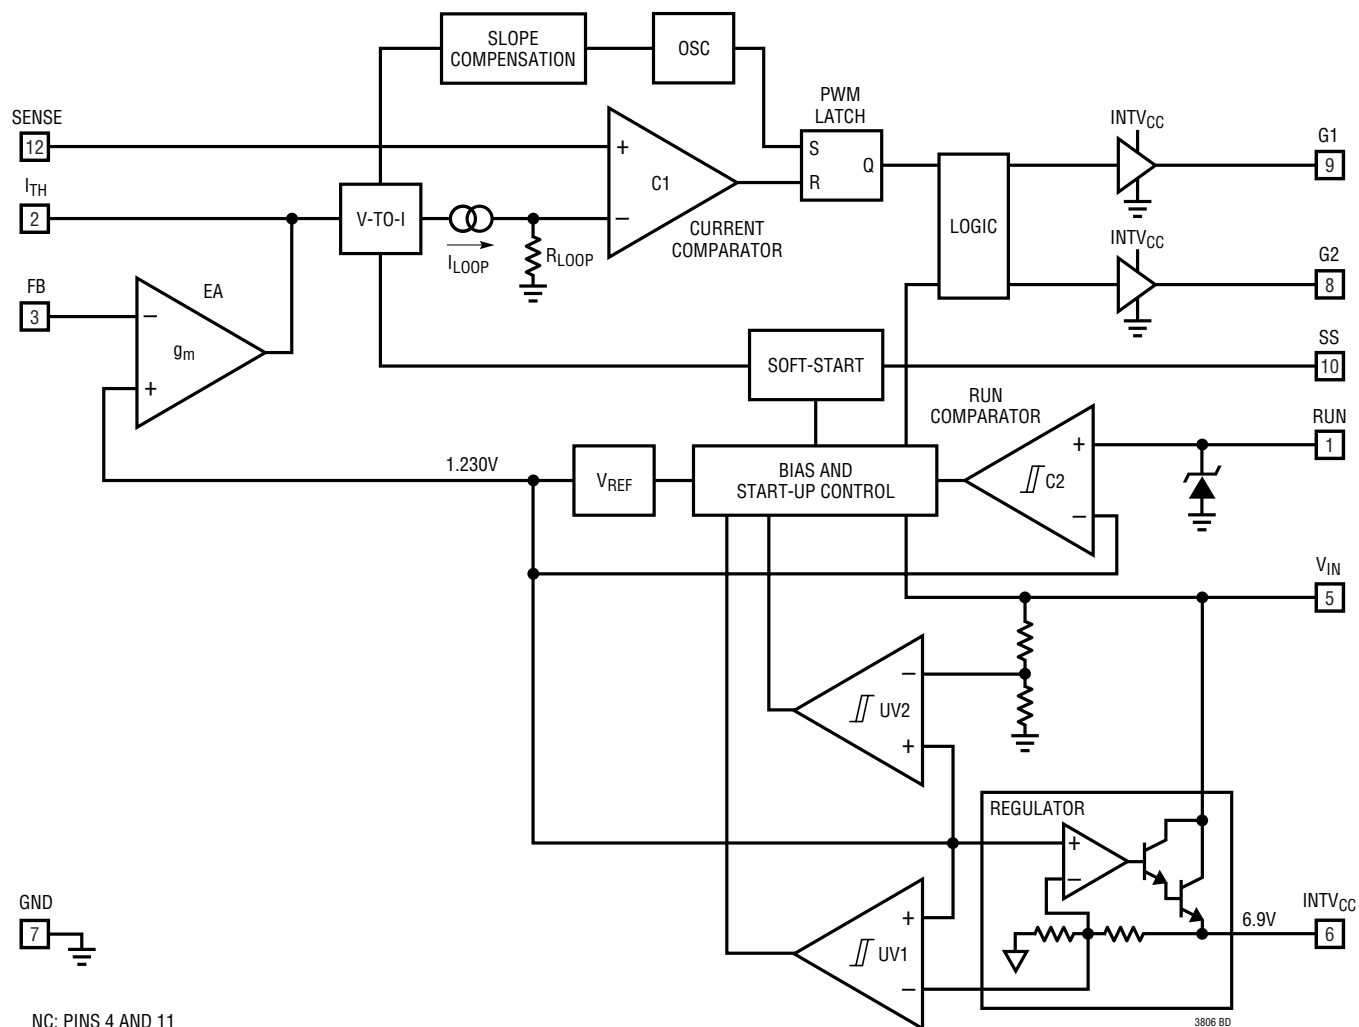 SLOPE
COMPENSATION
OSC
PWM
LATCH
SENSE
12
ITH
2
FB
3
EA
gm
−
+
V-TO-I
ILOOP
RLOOP
+
−
C1
CURRENT
COMPARATOR
S
R
Q
LOGIC
INTVCC
INTVCC
G1
9
G2
8
SS
10
SOFT-START
RUN
COMPARATOR
RUN
1
1.230V
VREF
BIAS AND
START-UP CONTROL
+
C2
−
VIN
5
−
UV2
+
REGULATOR
+
−
GND
7
+
UV1
−
6.9V
INTVCC
6
NC: PINS 4 AND 11
3806 BD